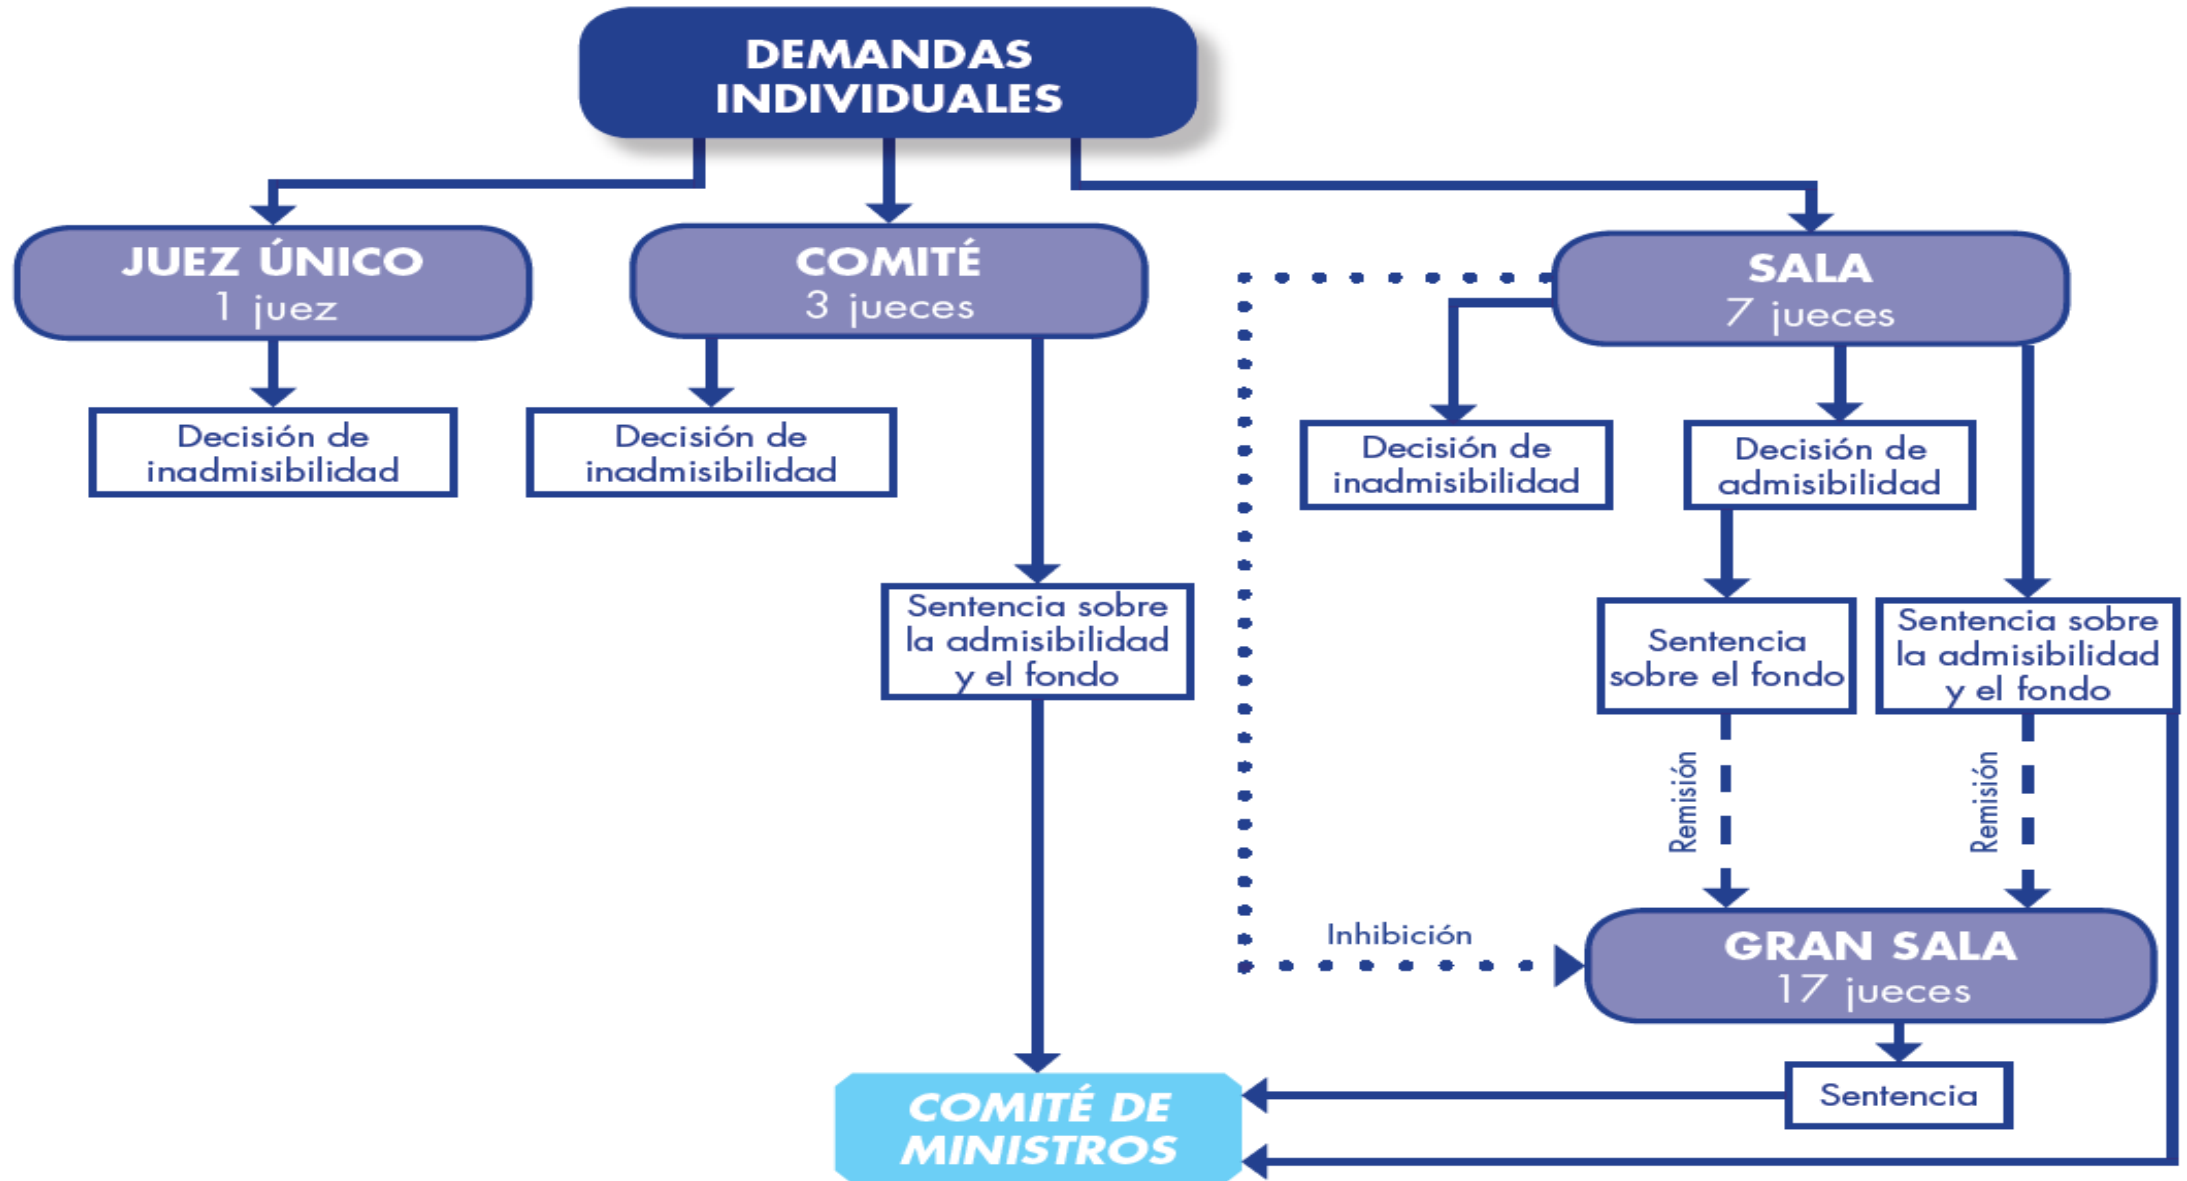 DEMANDAS
INDIVIDUALES
JUEZ ÚNICO
1 juez
COMITÉ
3 jueces
SALA
7 jueces
Decisión de
inadmisibilidad
Decisión de
inadmisibilidad
Decisión de
inadmisibilidad
Decisión de
admisibilidad
Sentencia sobre
la admisibilidad
y el fondo
Sentencia
sobre el fondo
Sentencia sobre
la admisibilidad
y el fondo
Remisión
Remisión
Inhibición
GRAN SALA
17 jueces
Sentencia
COMITÉ DE
MINISTROS